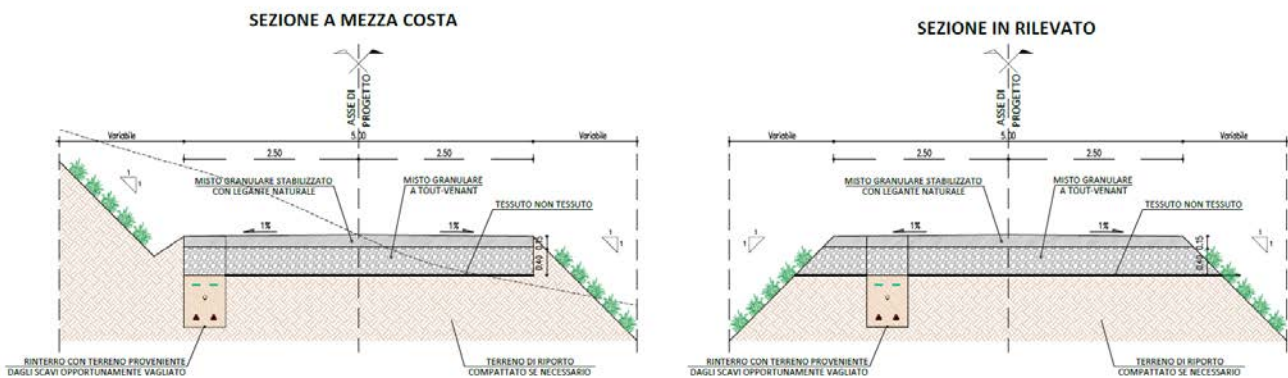 SEZIONE A MEZZA COSTA
ASSE DI
PROGETTO
Variabile
5.00
Variabile
2.50
2.50
MISTO GRANULARE STABILIZZATO
CON LEGANTE NATURALE
MISTO GRANULARE
A TOUT-VENANT
TESSUTO NON TESSUTO
1
1
1%
1%
0.15
0.40
1
1
RINTERRO CON TERRENO PROVENIENTE
DAGLI SCAVI OPPORTUNAMENTE VAGLIATO
TERRENO DI RIPORTO
COMPATTATO SE NECESSARIO
SEZIONE IN RILEVATO
ASSE DI
PROGETTO
Variabile
5.00
Variabile
2.50
2.50
MISTO GRANULARE STABILIZZATO
CON LEGANTE NATURALE
MISTO GRANULARE
A TOUT-VENANT
TESSUTO NON TESSUTO
1
1
1%
1%
0.15
0.40
1
1
RINTERRO CON TERRENO PROVENIENTE
DAGLI SCAVI OPPORTUNAMENTE VAGLIATO
TERRENO DI RIPORTO
COMPATTATO SE NECESSARIO